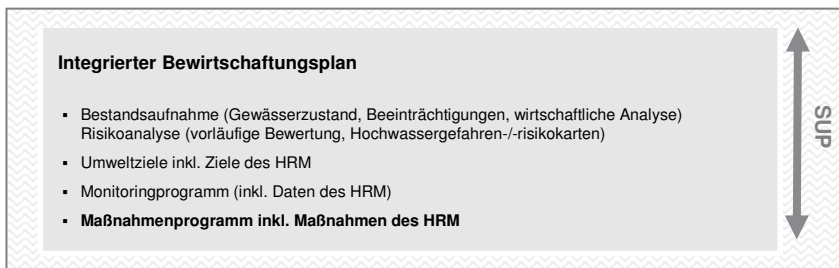 Integrierter Bewirtschaftungsplan
▪ Bestandsaufnahme (Gewässerzustand, Beeinträchtigungen, wirtschaftliche Analyse)
Risikoanalyse (vorläufige Bewertung, Hochwassergefahren-/-risikokarten)
▪ Umweltziele inkl. Ziele des HRM
▪ Monitoringprogramm (inkl. Daten des HRM)
▪ Maßnahmenprogramm inkl. Maßnahmen des HRM
SUP